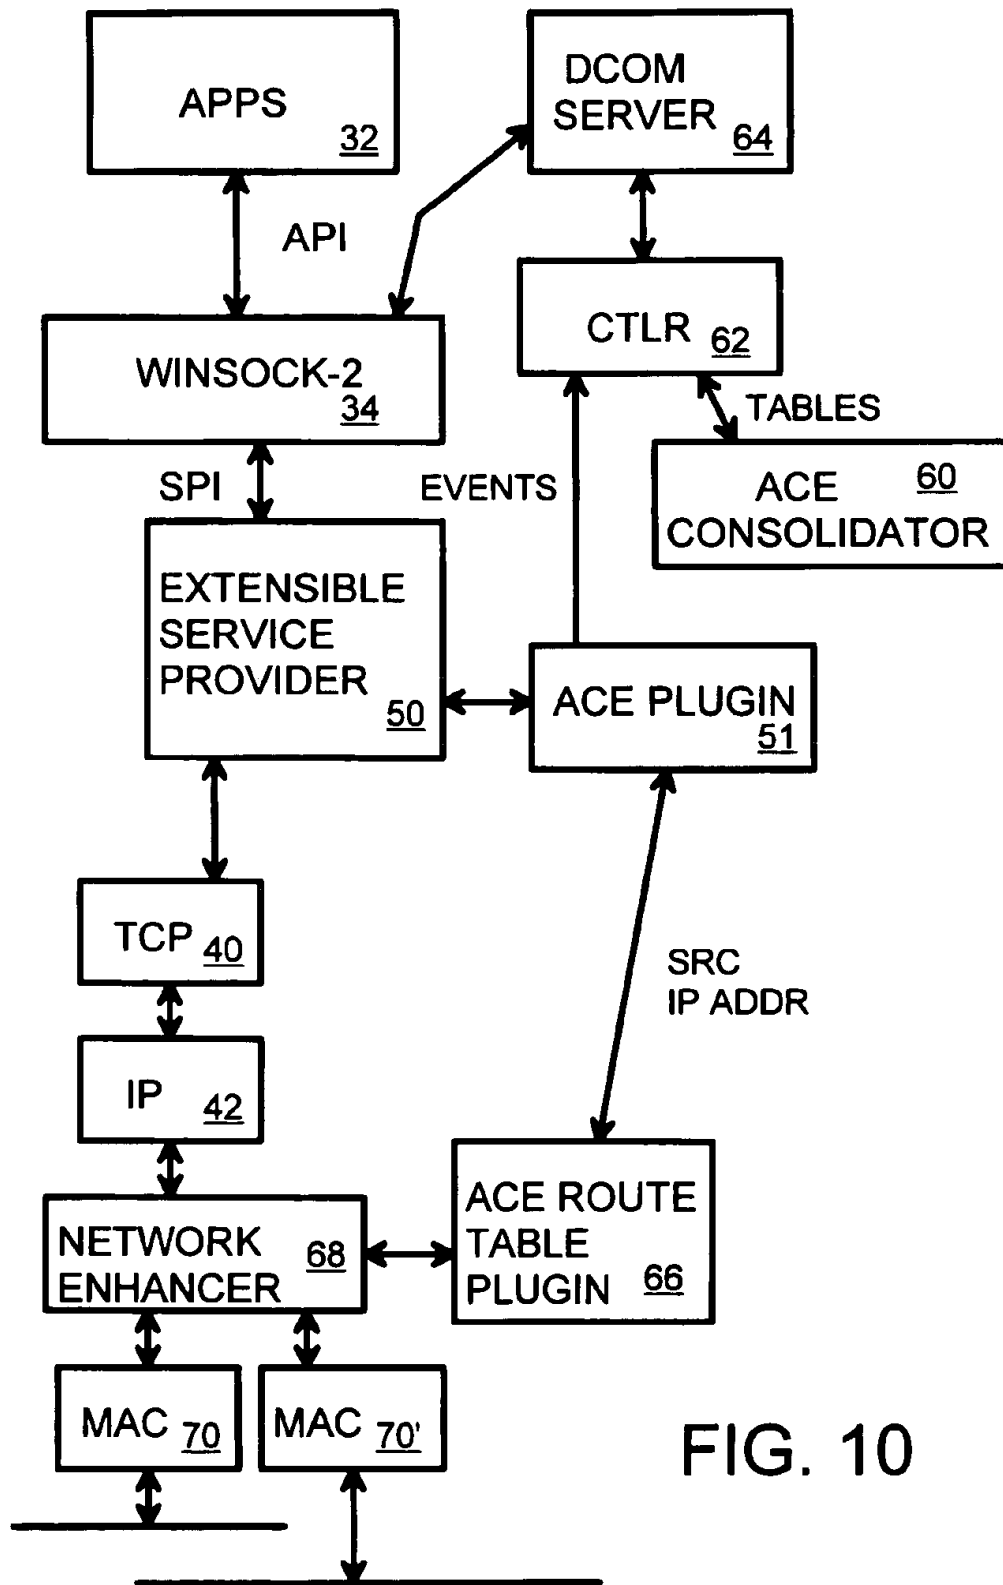 APPS
32
DCOM
SERVER
64
API
CTLR
62
WINSOCK-2
34
TABLES
SPI
EVENTS
ACE
60
CONSOLIDATOR
EXTENSIBLE
SERVICE
PROVIDER
50
ACE PLUGIN
51
TCP
40
SRC
IP ADDR
IP
42
ACE ROUTE
TABLE
PLUGIN
66
NETWORK
ENHANCER
68
MAC
70
MAC
70'
FIG. 10